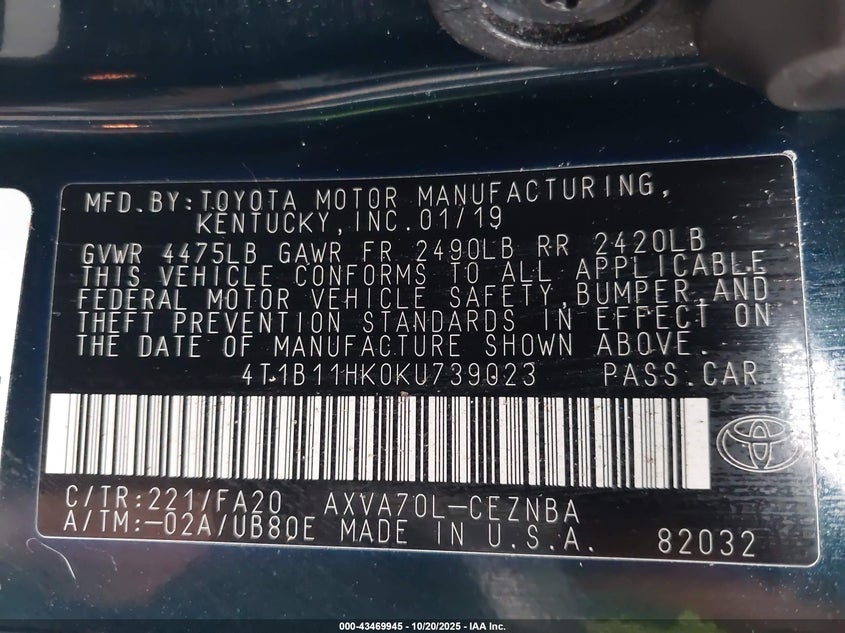 MFD.BY:TOYOTA MOTOR MANUFACTURING,
KENTUCKY,INC.01/19
GVWR 4475LB GAWR FR 2490LB RR 2420LB
THIS VEHICLE CONFORMS TO ALL APPLICABLE
FEDERAL MOTOR VEHICLE SAFETY,BUMPER,AND
THEFT PREVENTION STANDARDS IN EFFECT ON
THE DATE OF MANUFACTURE SHOWN ABOVE.
4T1B11HK0KU739023 PASS.CAR
C/TR:221/FA20 AXVA70L-CEZNBA
A/TM:-02A/UB80E MADE IN U.S.A. 82032
000-43469945 - 10/20/2025 - IAA Inc.